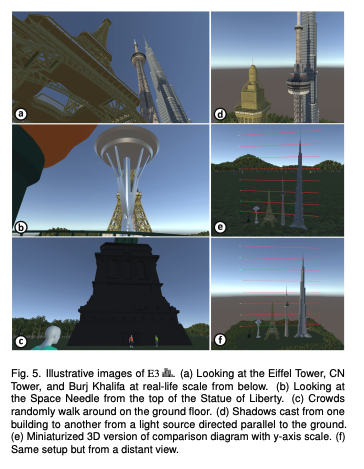 a
d
b
e
c
f
Fig. 5. Illustrative images of E3 . (a) Looking at the Eiffel Tower, CN
Tower, and Burj Khalifa at real-life scale from below. (b) Looking at
the Space Needle from the top of the Statue of Liberty. (c) Crowds
randomly walk around on the ground floor. (d) Shadows cast from one
building to another from a light source directed parallel to the ground.
(e) Miniaturized 3D version of comparison diagram with y-axis scale. (f)
Same setup but from a distant view.